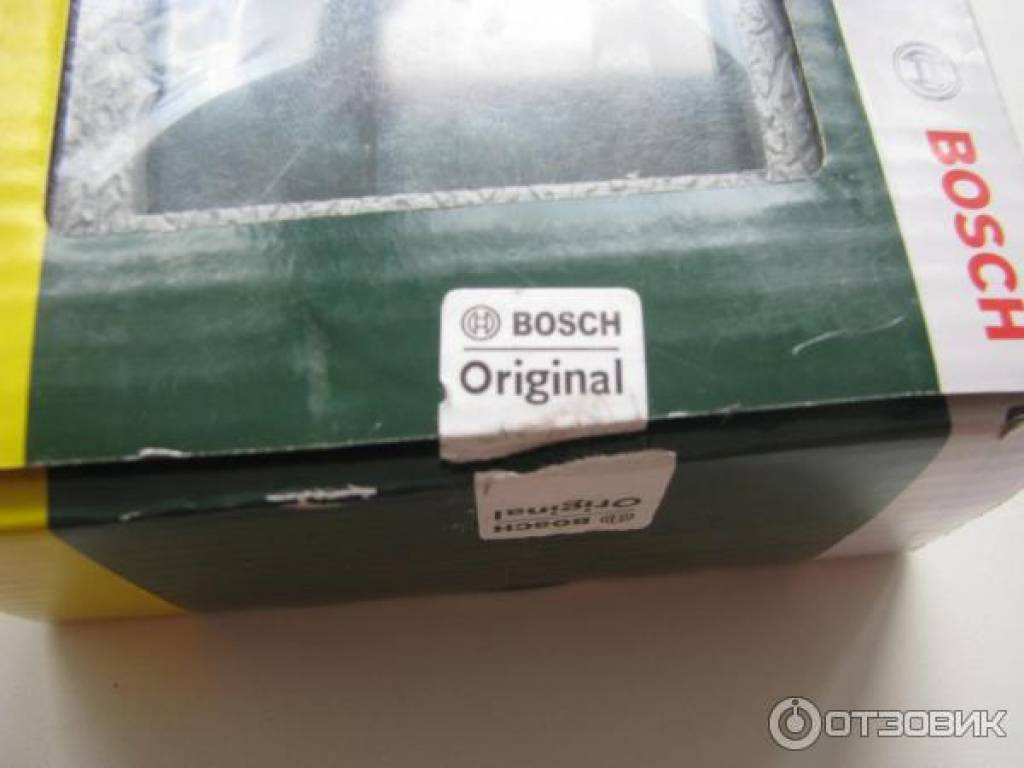 BOSCH
BOSCH
Original
Original
BOSCH
ОТЗОВИК